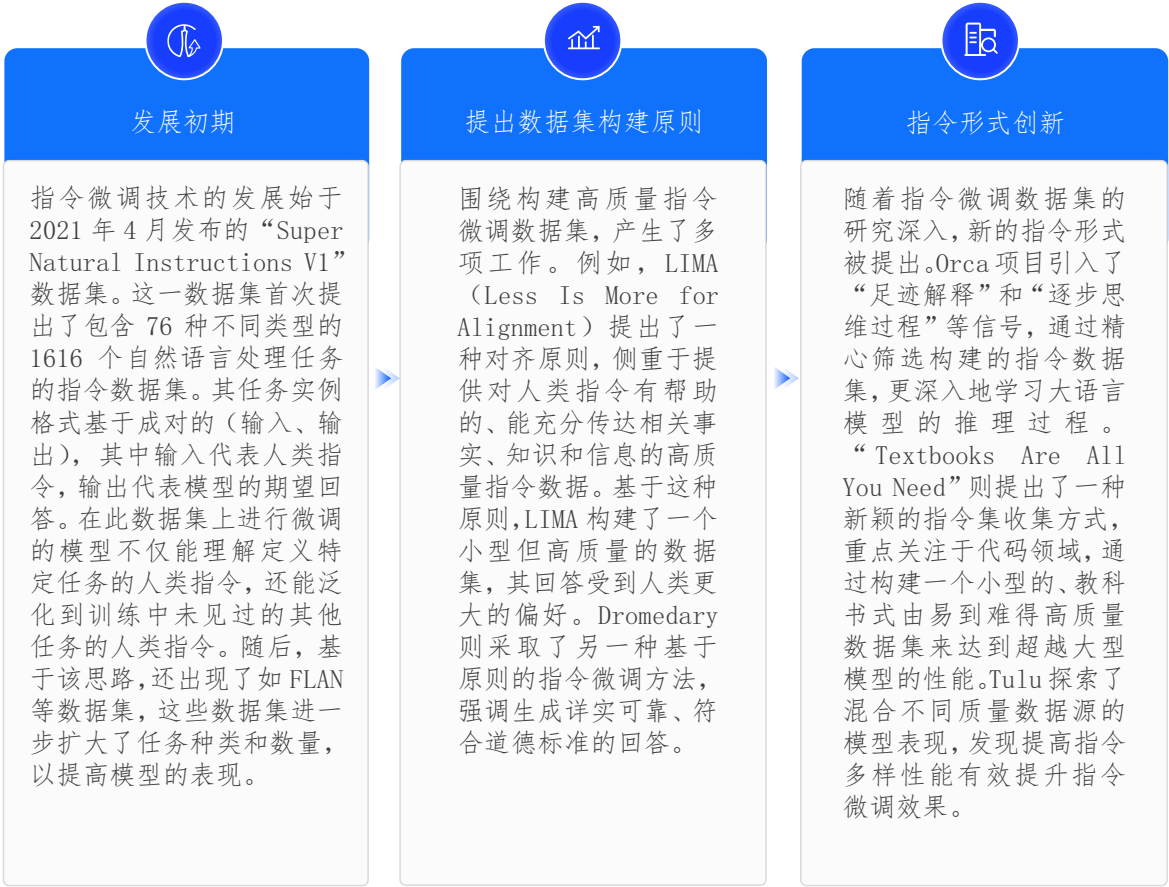 发展初期
指令微调技术的发展始于
2021 年 4 月发布的“Super
Natural Instructions V1”
数据集。这一数据集首次提
出了包含 76 种不同类型的
1616 个自然语言处理任务
的指令数据集。其任务实例
格式基于成对的（输入、输
出），其中输入代表人类指
令，输出代表模型的期望回
答。在此数据集上进行微调
的模型不仅能理解定义特
定任务的人类指令，还能泛
化到训练中未见过的其他
任务的人类指令。随后，基
于该思路，还出现了如 FLAN
等数据集，这些数据集进一
步扩大了任务种类和数量，
以提高模型的表现。
提出数据集构建原则
围绕构建高质量指令
微调数据集，产生了多
项工作。例如，LIMA
（Less Is More for
Alignment）提出了一
种对齐原则，侧重于提
供对人类指令有帮助
的、能充分传达相关事
实、知识和信息的高质
量指令数据。基于这种
原则，LIMA 构建了一个
小型但高质量的数据
集，其回答受到人类更
大的偏好。Dromedary
则采取了另一种基于
原则的指令微调方法，
强调生成详实可靠、符
合道德标准的回答。
指令形式创新
随着指令微调数据集的
研究深入，新的指令形式
被提出。Orca 项目引入了
“足迹解释”和“逐步思
维过程”等信号，通过精
心筛选构建的指令数据
集，更深入地学习大语言
模型的推理过程。
“Textbooks Are All
You Need”则提出了一种
新颖的指令集收集方式，
重点关注于代码领域，通
过构建一个小型的、教科
书式由易到难得高质量
数据集来达到超越大型
模型的性能。Tulu 探索了
混合不同质量数据源的
模型表现，发现提高指令
多样性能有效提升指令
微调效果。